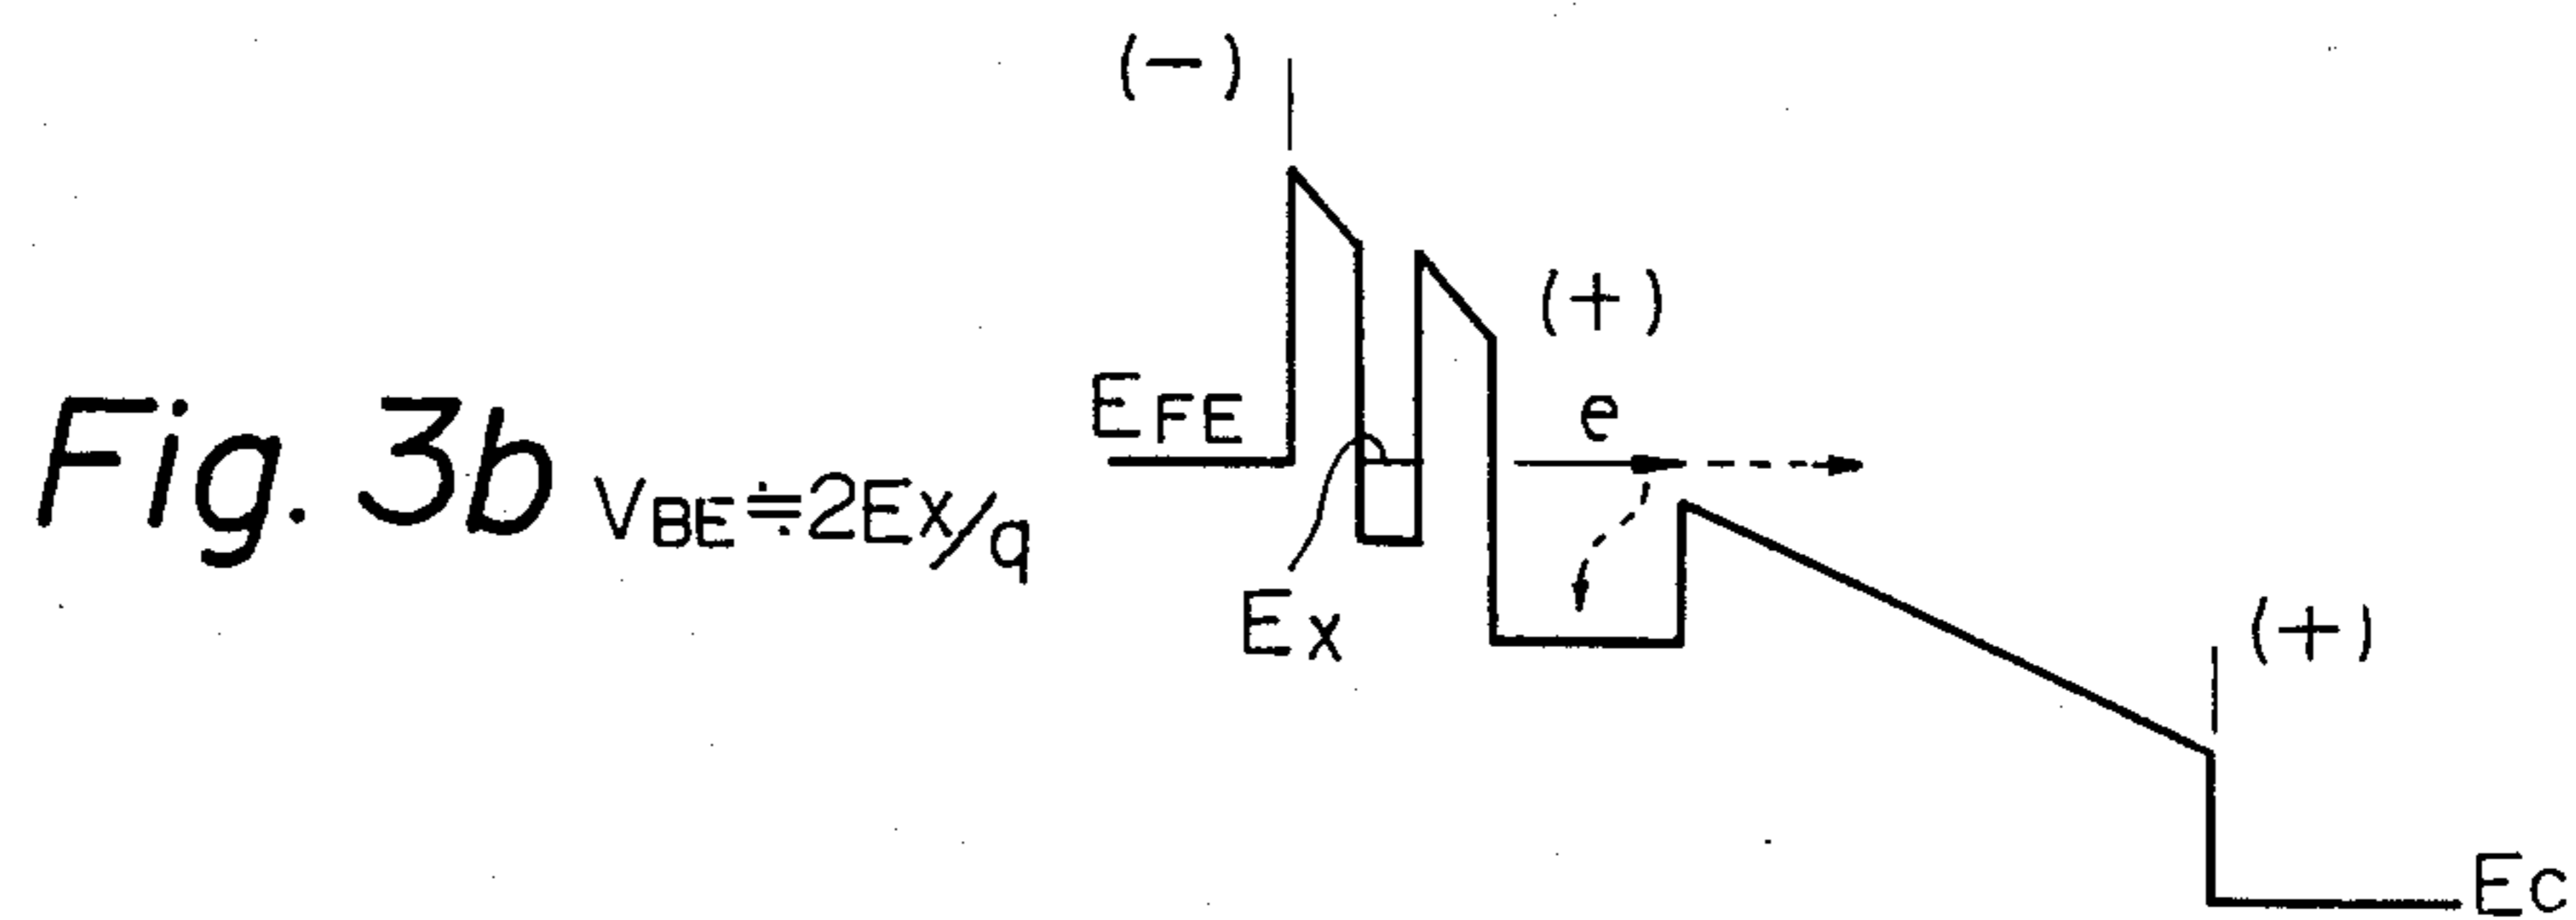 (-)
(+)
EFE
e
Fig. 3b VBE≒2Ex/q
Ex
(+)
Ec